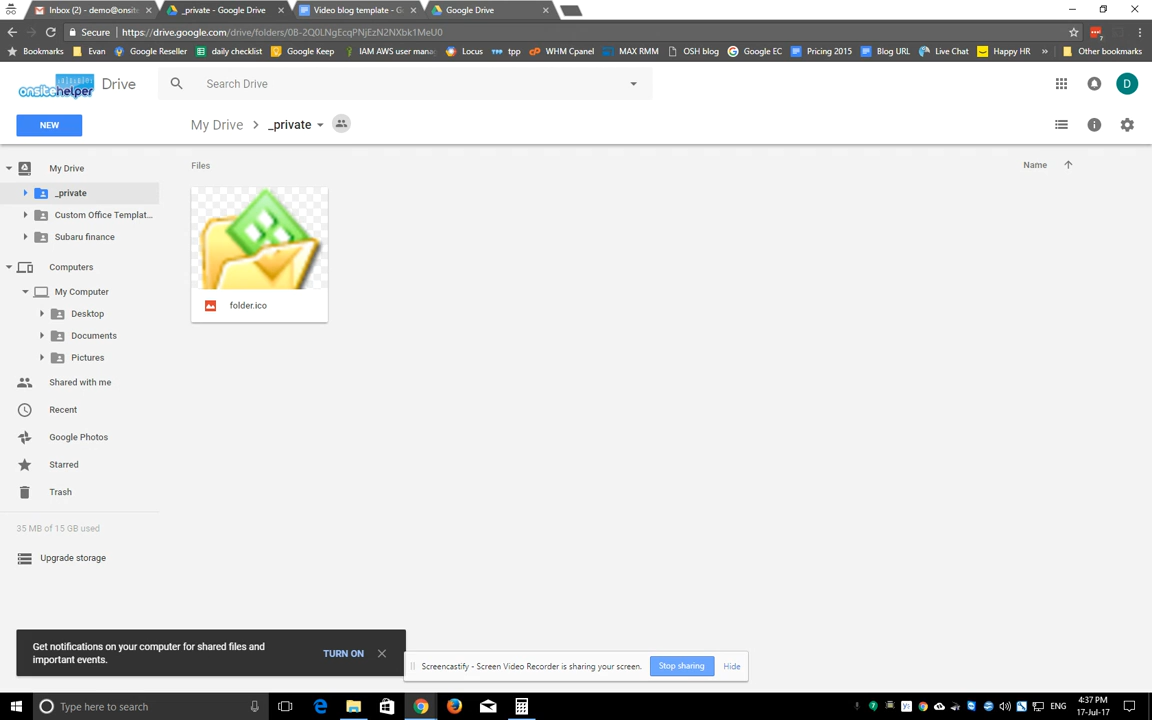 Inbox (2) - demo@onsite
_private - Google Drive
Video blog template - G
Google Drive
Secure
https://drive.google.com/drive/folders/0B-2Q0LNgEcqPNjEzN2NXbk1MeU0
Bookmarks
Evan
Google Reseller
daily checklist
Google Keep
IAM AWS user mana
Locus
tpp
WHM Cpanel
MAX RMM
OSH blog
Google EC
Pricing 2015
Blog URL
Live Chat
Happy HR
»
Other bookmarks
onsitehelper
Drive
Search Drive
D
NEW
My Drive
_private
My Drive
_private
Custom Office Templat...
Subaru finance
Computers
My Computer
Desktop
Documents
Pictures
Shared with me
Recent
Google Photos
Starred
Trash
35 MB of 15 GB used
Upgrade storage
Files
Name
folder.ico
Get notifications on your computer for shared files and
important events.
TURN ON
Screencastify - Screen Video Recorder is sharing your screen.
Stop sharing
Hide
Type here to search
ENG
4:37 PM
17-Jul-17